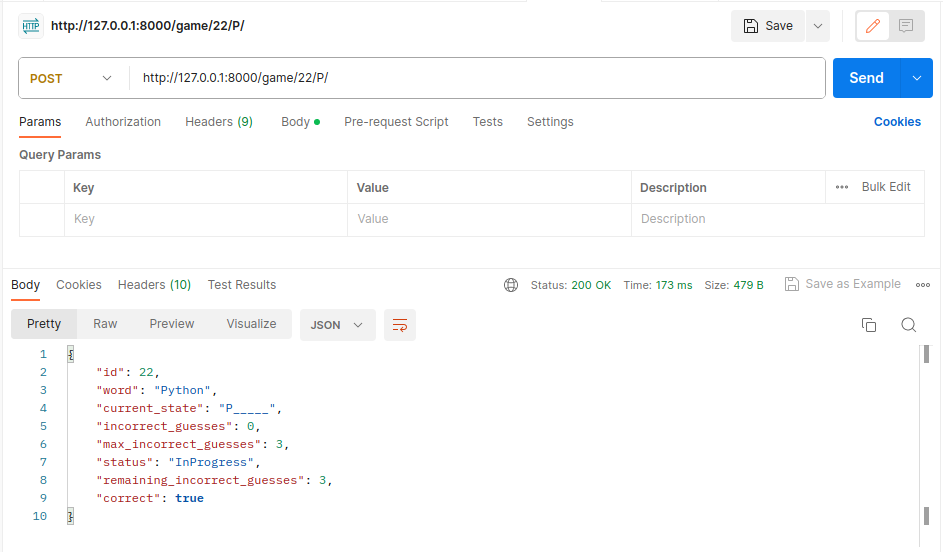 HTTP http://127.0.0.1:8000/game/22/P/ Save
POST http://127.0.0.1:8000/game/22/P/ Send
Params Authorization Headers (9) Body Pre-request Script Tests Settings Cookies
Query Params
Key Value Description Bulk Edit
Key Value Description
Body Cookies Headers (10) Test Results Status: 200 OK Time: 173 ms Size: 479 B Save as Example
Pretty Raw Preview Visualize JSON
1 {
2 "id": 22,
3 "word": "Python",
4 "current_state": "P_____",
5 "incorrect_guesses": 0,
6 "max_incorrect_guesses": 3,
7 "status": "InProgress",
8 "remaining_incorrect_guesses": 3,
9 "correct": true
10 }